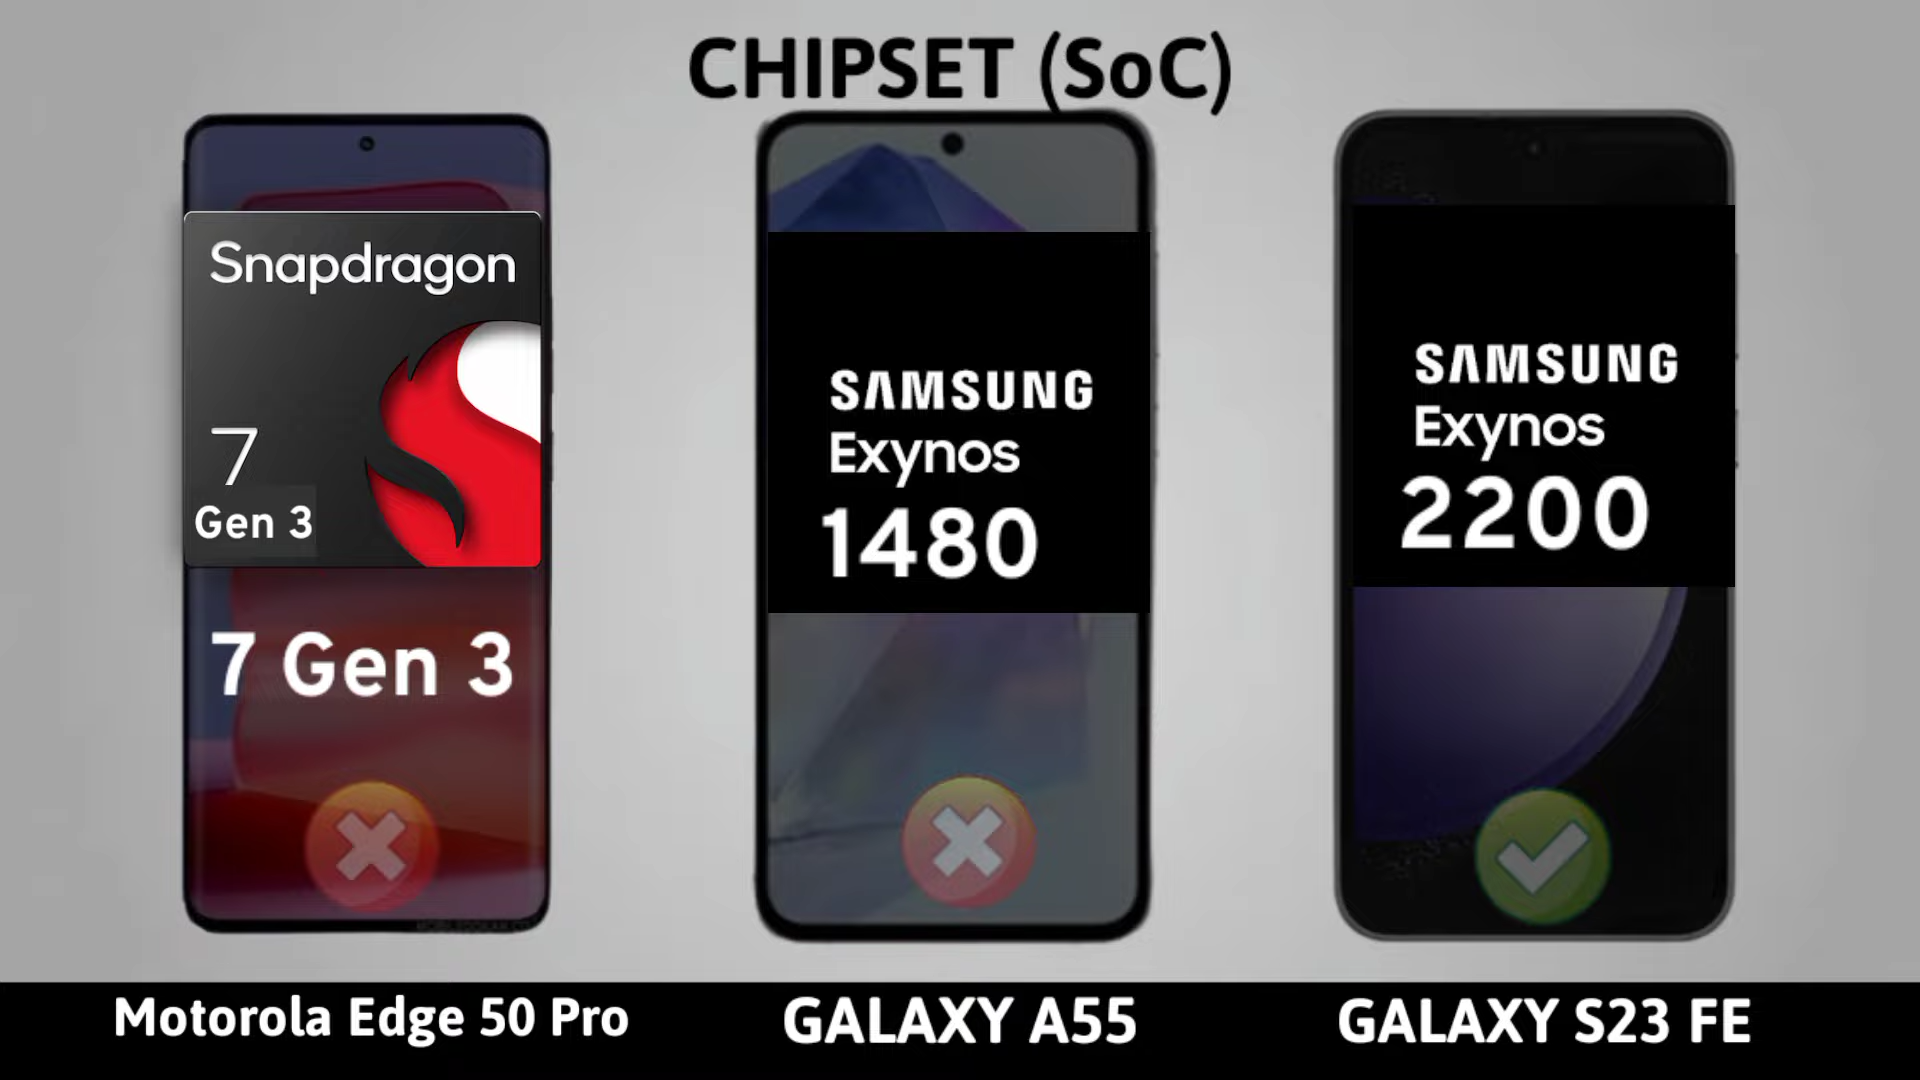 CHIPSET (SoC)
Snapdragon
7
Gen 3
7 Gen 3
SAMSUNG
Exynos
1480
SAMSUNG
Exynos
2200
Motorola Edge 50 Pro
GALAXY A55
GALAXY S23 FE